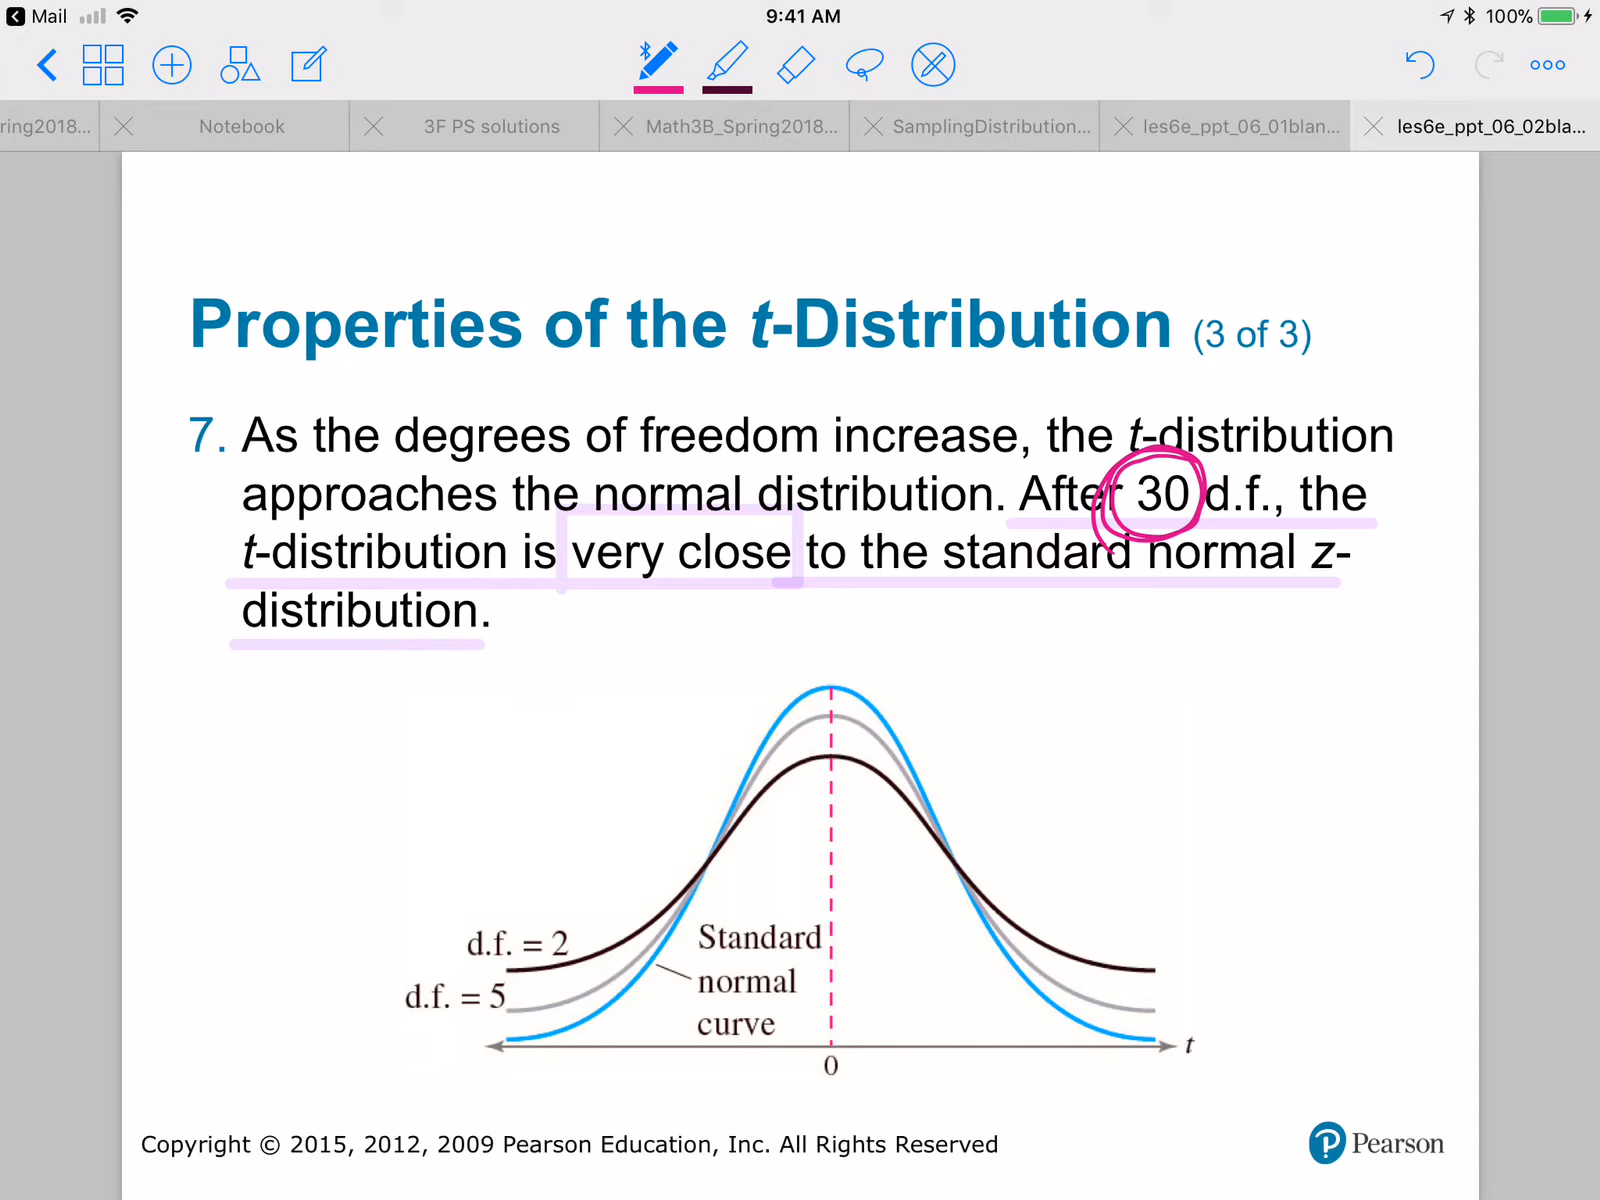 Mail
9:41 AM
100%
ring2018...
Notebook
3F PS solutions
Math3B_Spring2018...
SamplingDistribution...
les6e_ppt_06_01blan...
les6e_ppt_06_02bla...
Properties of the t-Distribution (3 of 3)
7. As the degrees of freedom increase, the t-distribution
approaches the normal distribution. After 30 d.f., the
t-distribution is very close to the standard normal z-
distribution.
d.f. = 2
d.f. = 5
Standard
normal
curve
t
0
Copyright © 2015, 2012, 2009 Pearson Education, Inc. All Rights Reserved
Pearson